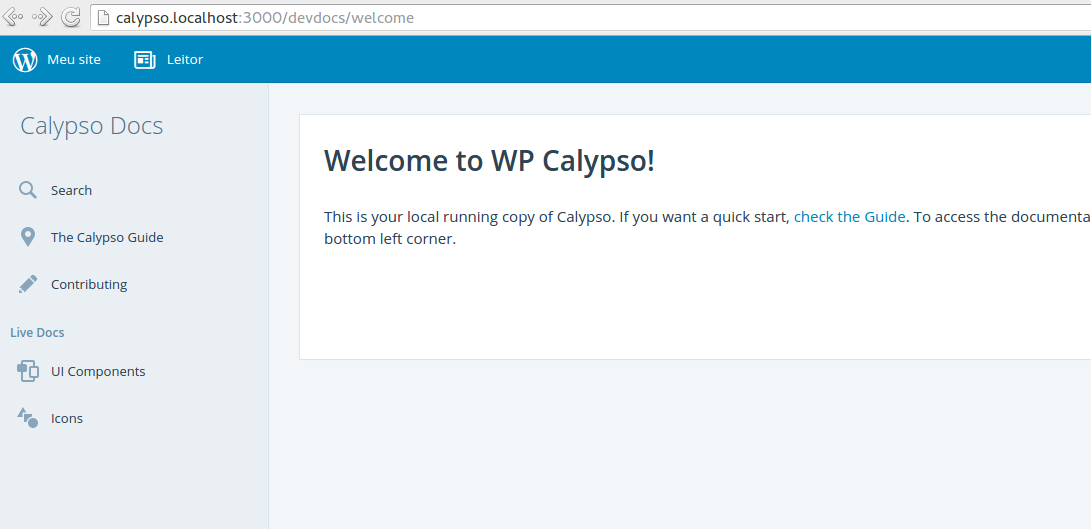 calypso.localhost:3000/devdocs/welcome
Meu site
Leitor
Calypso Docs
Search
The Calypso Guide
Contributing
Live Docs
UI Components
Icons
Welcome to WP Calypso!
This is your local running copy of Calypso. If you want a quick start, check the Guide. To access the documenta
bottom left corner.